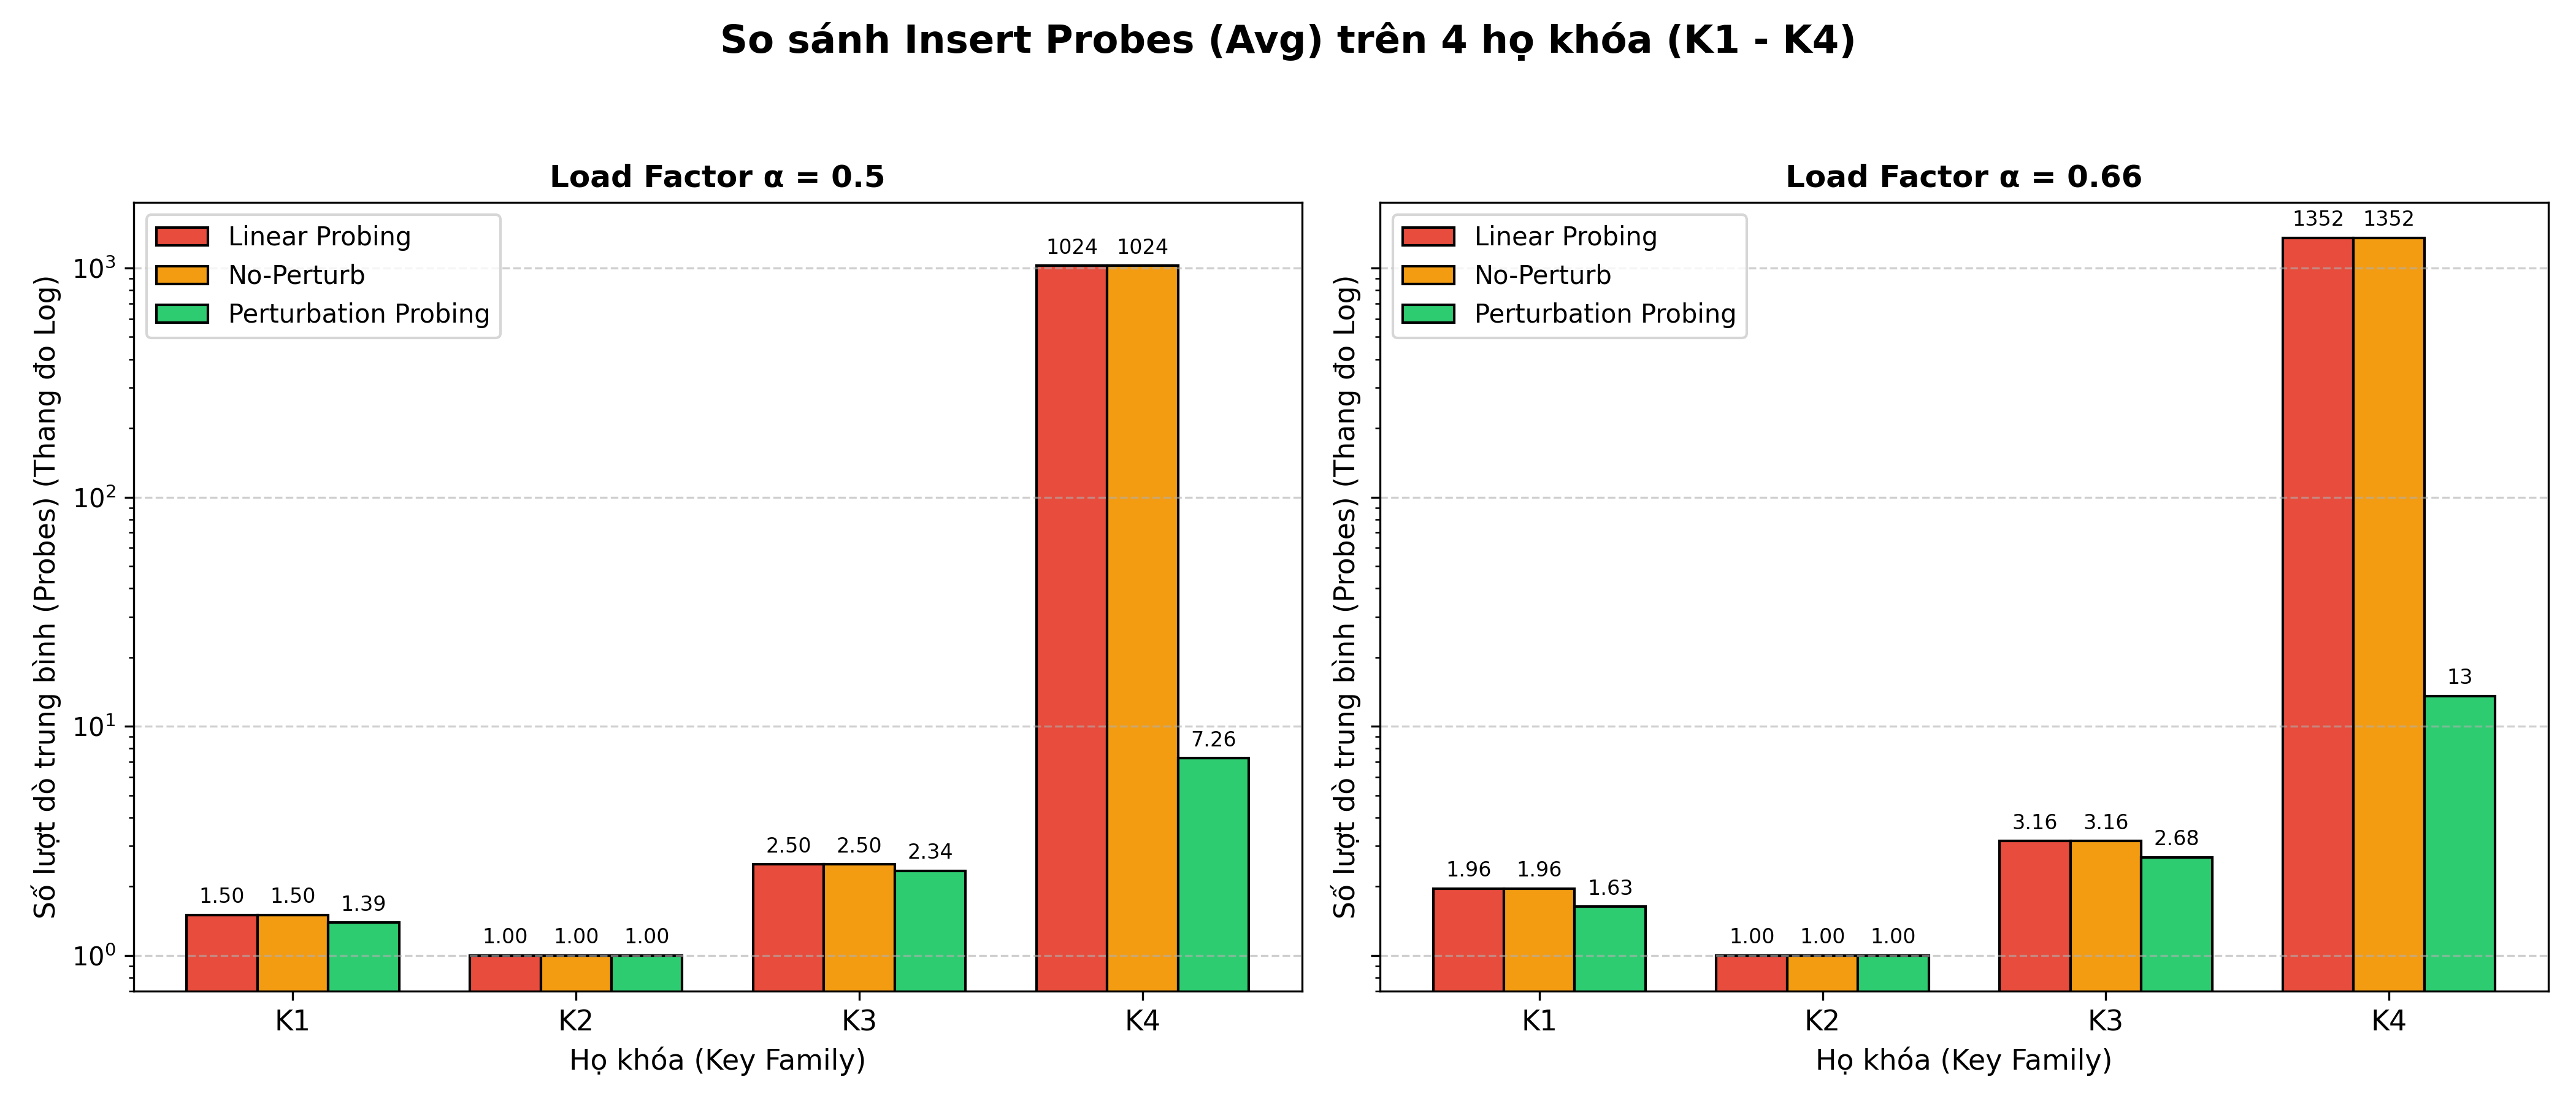 So sánh Insert Probes (Avg) trên 4 họ khóa (K1 - K4)
Load Factor α = 0.5
Số lượt dò trung bình (Probes) (Thang đo Log)
10³
10²
10¹
10⁰
Linear Probing
No-Perturb
Perturbation Probing
1.50 1.50 1.39
1.00 1.00 1.00
2.50 2.50 2.34
1024 1024 7.26
K1 K2 K3 K4
Họ khóa (Key Family)
Load Factor α = 0.66
Số lượt dò trung bình (Probes) (Thang đo Log)
Linear Probing
No-Perturb
Perturbation Probing
1.96 1.96 1.63
1.00 1.00 1.00
3.16 3.16 2.68
1352 1352 13
K1 K2 K3 K4
Họ khóa (Key Family)